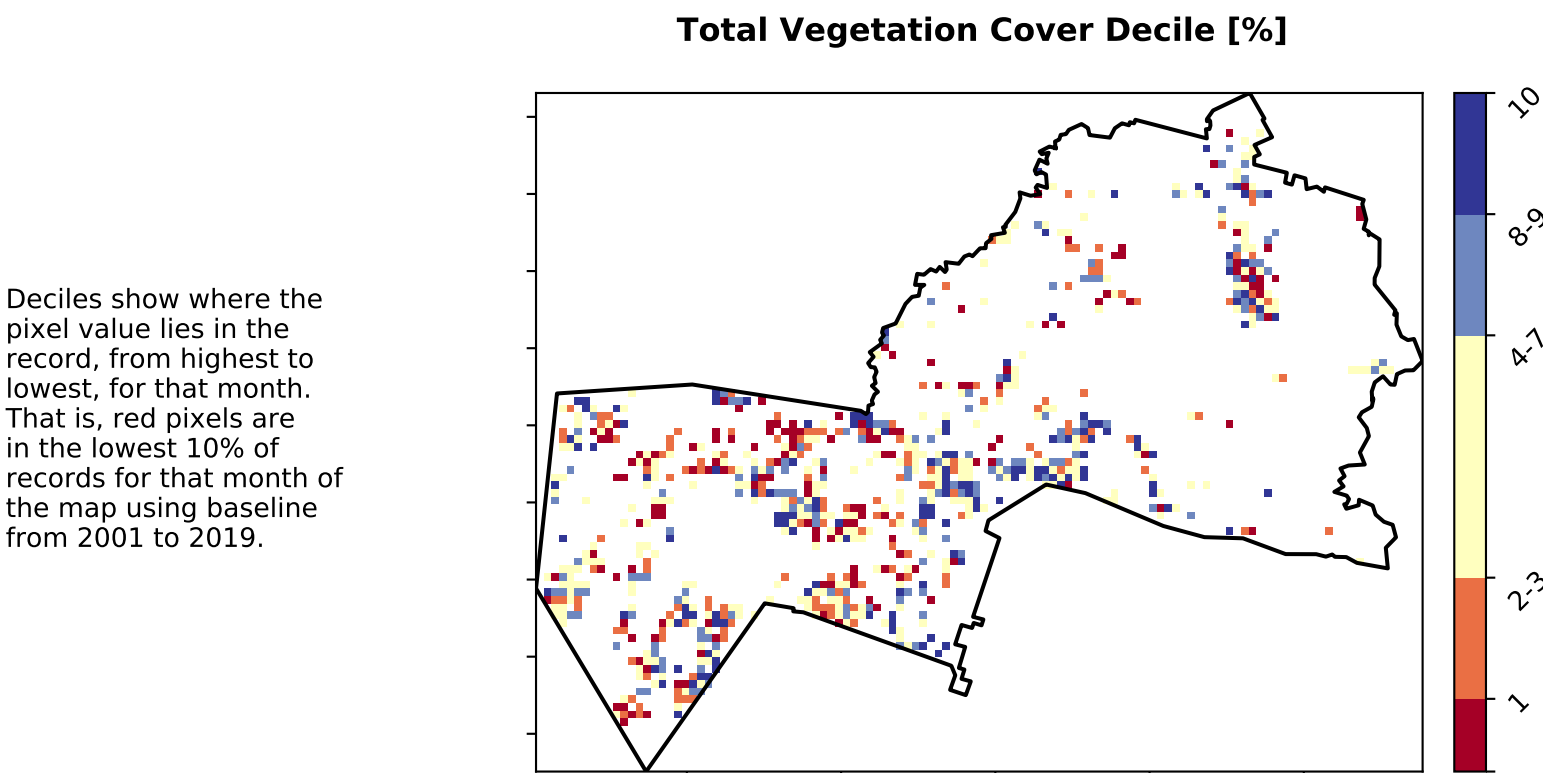 Total Vegetation Cover Decile [%]
Deciles show where the
pixel value lies in the
record, from highest to
lowest, for that month.
That is, red pixels are
in the lowest 10% of
records for that month of
the map using baseline
from 2001 to 2019.
10
8-9
4-7
2-3
1